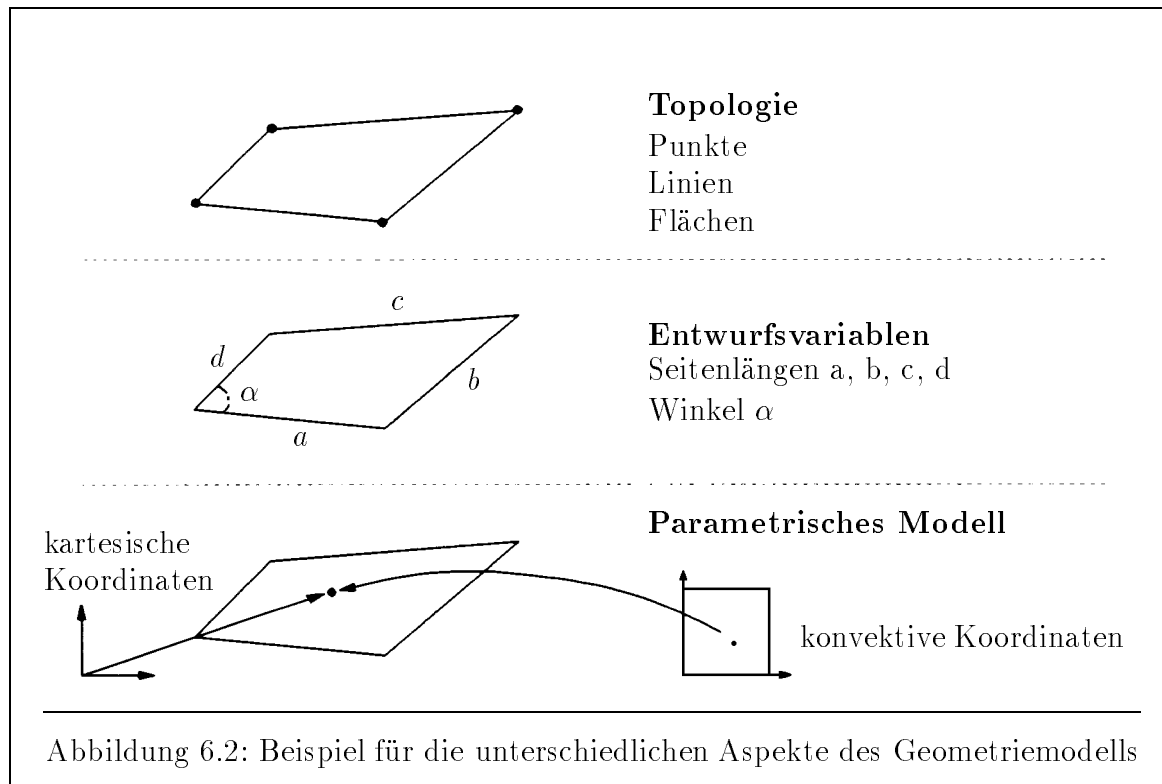 Topologie
Punkte
Linien
Flächen
c
d
α
b
a
Entwurfsvariablen
Seitenlängen a, b, c, d
Winkel α
Parametrisches Modell
kartesische
Koordinaten
konvektive Koordinaten
Abbildung 6.2: Beispiel für die unterschiedlichen Aspekte des Geometriemodells